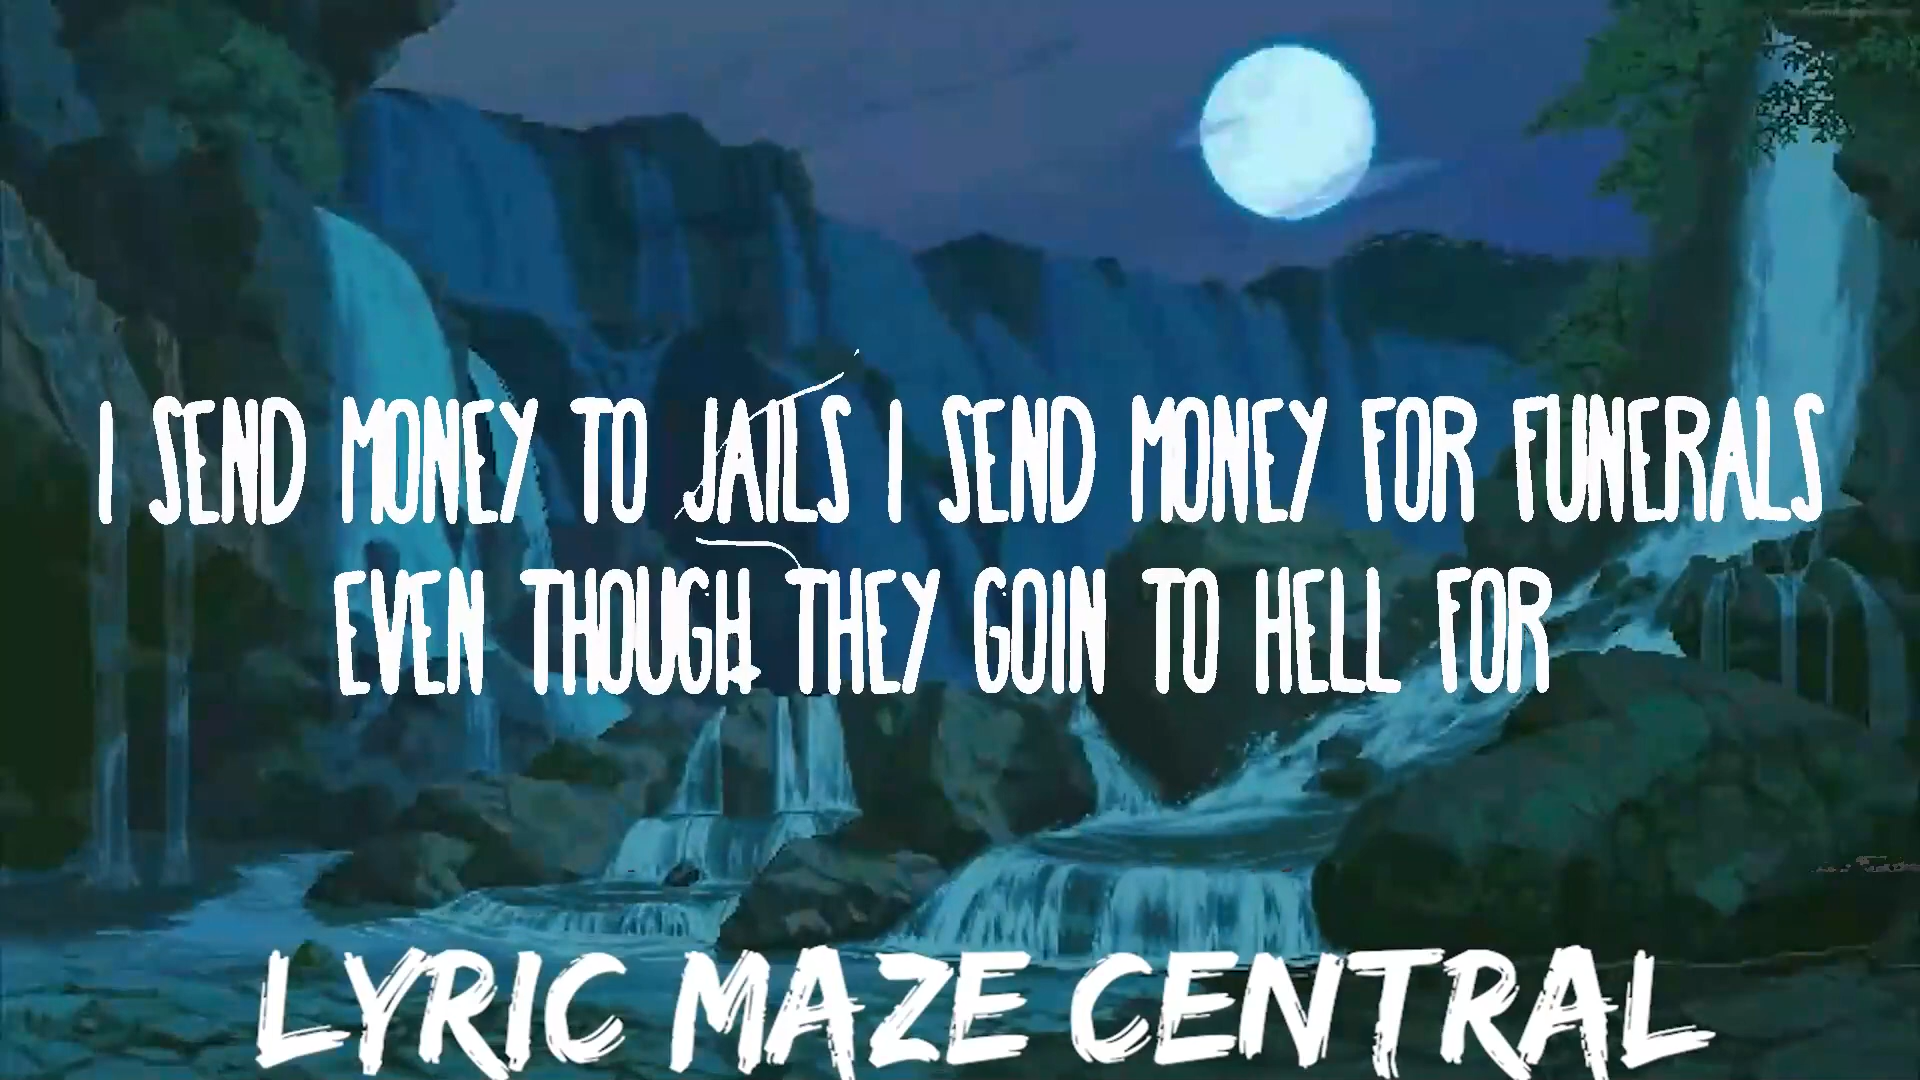 I SEND MONEY TO JAILS I SEND MONEY FOR FUNERALS
EVEN THOUGH THEY GOIN TO HELL FOR
LYRIC MAZE CENTRAL